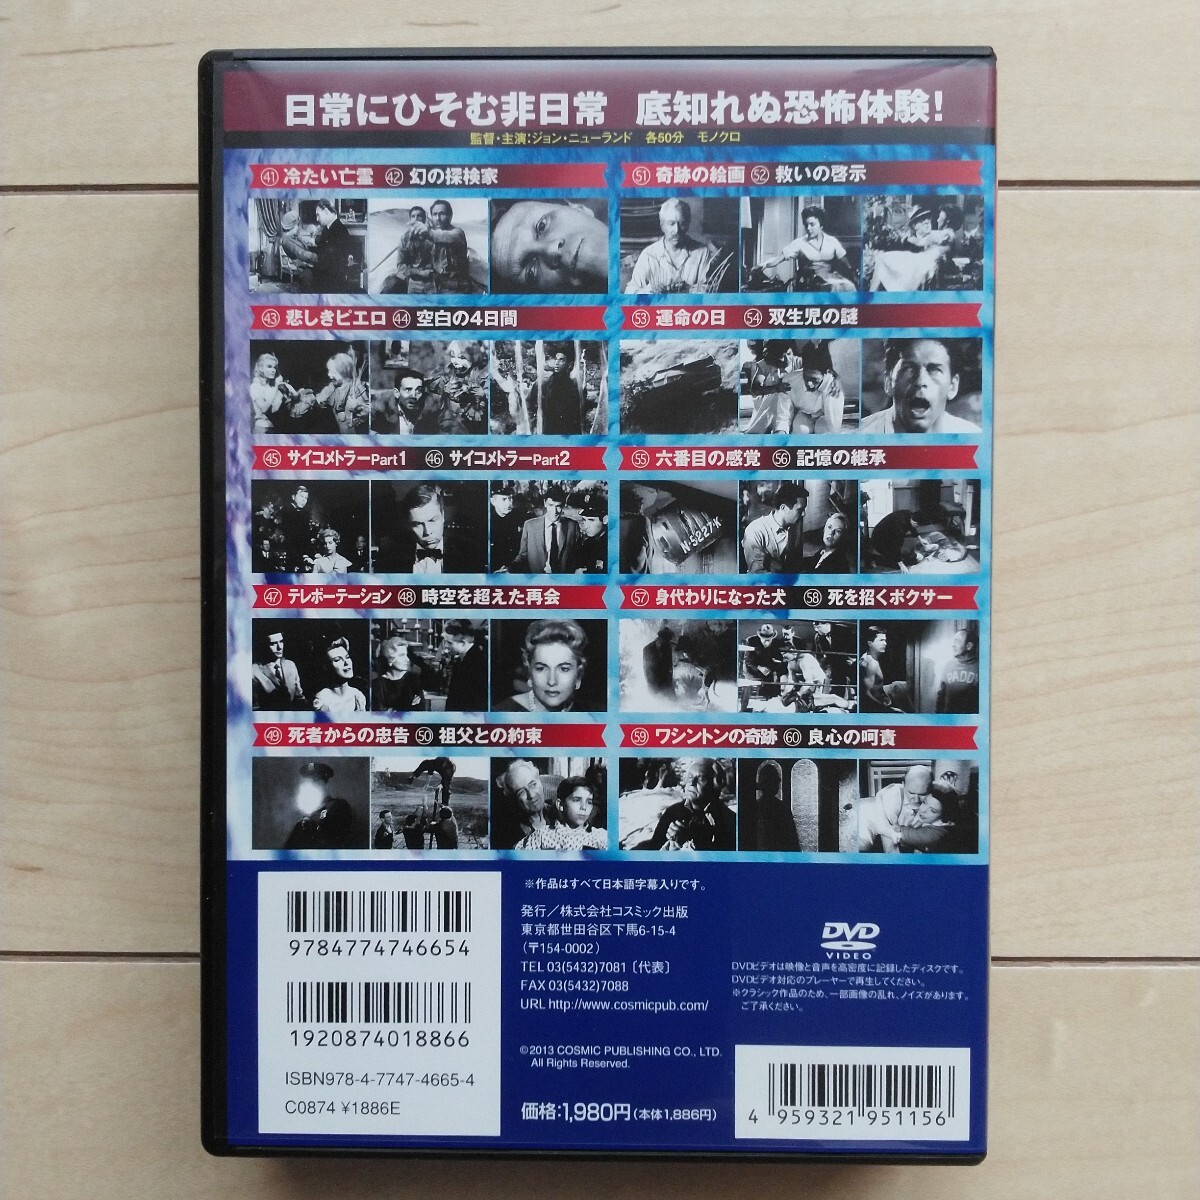 日常にひそむ非日常 底知れぬ恐怖体験!
監督・主演:ジョン・ニューランド 各50分 モノクロ
㊶ 冷たい亡霊 ㊷ 幻の探検家
㊸ 悲しきピエロ ㊹ 空白の4日間
㊺ サイコメトラーPart1 ㊻ サイコメトラーPart2
㊼ テレポーテーション ㊽ 時空を超えた再会
㊾ 死者からの忠告 ㊿ 祖父との約束
51 奇跡の絵画 52 救いの啓示
53 運命の日 54 双生児の謎
55 六番目の感覚 56 記憶の継承
N-5227-K
57 身代わりになった犬 58 死を招くボクサー
PADD
59 ワシントンの奇跡 60 良心の呵責
9784774746654
1920874018866
ISBN978-4-7747-4665-4
C0874 ¥1886E
※作品はすべて日本語字幕入りです。
発行/株式会社コスミック出版
東京都世田谷区下馬6-15-4
(〒154-0002)
TEL 03(5432)7081〔代表〕
FAX 03(5432)7088
URL http://www.cosmicpub.com/
©2013 COSMIC PUBLISHING CO., LTD.
All Rights Reserved.
価格:1,980円(本体1,886円)
DVD
VIDEO
DVDビデオは映像と音声を高密度に記録したディスクです。
DVDビデオ対応のプレーヤーで再生してください。
※クラシック作品のため、一部画像の乱れ、ノイズがあります。
ご了承ください。
4 959321 951156